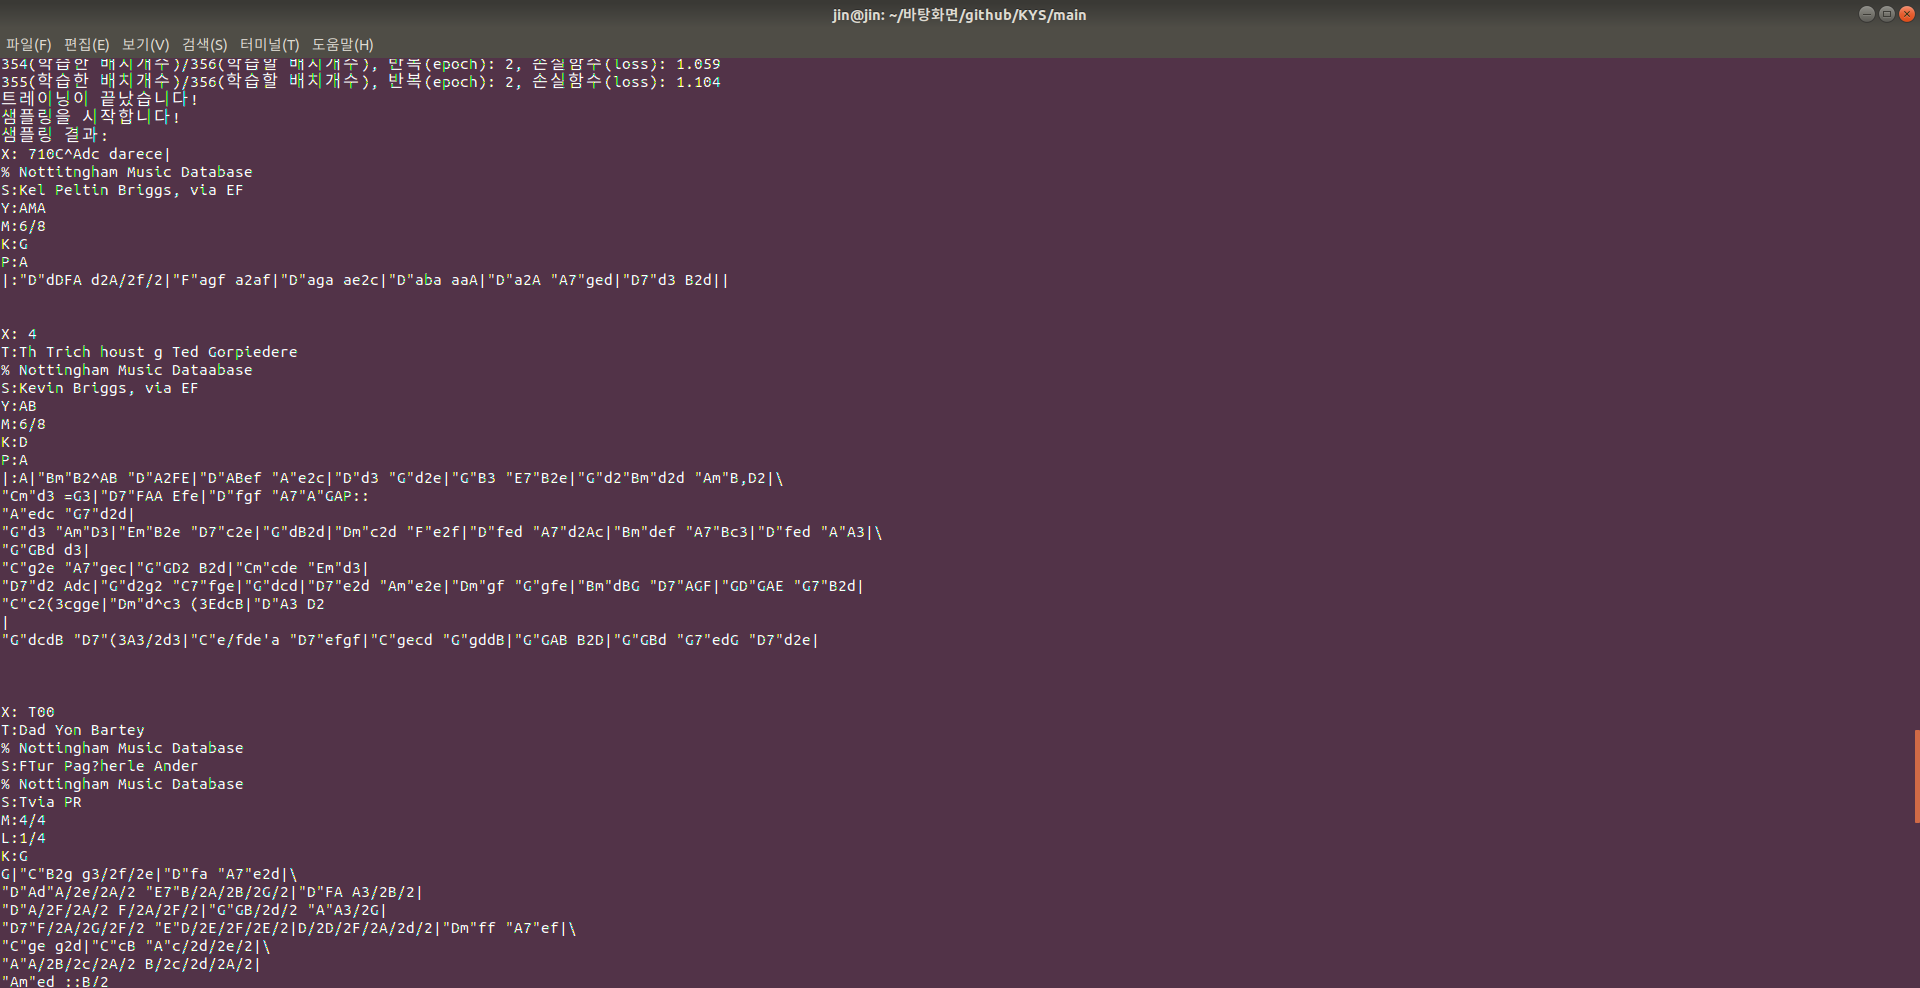 jin@jin: ~/바탕화면/github/KYS/main
파일(F) 편집(E) 보기(V) 검색(S) 터미널(T) 도움말(H)
354(학습한 배치개수)/356(학습할 배치개수), 반복(epoch): 2, 손실함수(loss): 1.059
355(학습한 배치개수)/356(학습할 배치개수), 반복(epoch): 2, 손실함수(loss): 1.104
트레이닝이 끝났습니다!
샘플링을 시작합니다!
샘플링 결과:
X: 710C^Adc darece|
% Nottitngham Music Database
S:Kel Peltin Briggs, via EF
Y:AMA
M:6/8
K:G
P:A
|:"D"dDFA d2A/2f/2|"F"agf a2af|"D"aga ae2c|"D"aba aaA|"D"a2A "A7"ged|"D7"d3 B2d||
X: 4
T:Th Trich houst g Ted Gorpiedere
% Nottingham Music Dataabase
S:Kevin Briggs, via EF
Y:AB
M:6/8
K:D
P:A
|:A|"Bm"B2^AB "D"A2FE|"D"ABef "A"e2c|"D"d3 "G"d2e|"G"B3 "E7"B2e|"G"d2"Bm"d2d "Am"B,D2|\
"Cm"d3 =G3|"D7"FAA Efe|"D"fgf "A7"A"GAP::
"A"edc "G7"d2d|
"G"d3 "Am"D3|"Em"B2e "D7"c2e|"G"dB2d|"Dm"c2d "F"e2f|"D"fed "A7"d2Ac|"Bm"def "A7"Bc3|"D"fed "A"A3|\
"G"GBd d3|
"C"g2e "A7"gec|"G"GD2 B2d|"Cm"cde "Em"d3|
"D7"d2 Adc|"G"d2g2 "C7"fge|"G"dcd|"D7"e2d "Am"e2e|"Dm"gf "G"gfe|"Bm"dBG "D7"AGF|"GD"GAE "G7"B2d|
"C"c2(3cgge|"Dm"d^c3 (3EdcB|"D"A3 D2
|
"G"dcdB "D7"(3A3/2d3|"C"e/fde'a "D7"efgf|"C"gecd "G"gddB|"G"GAB B2D|"G"GBd "G7"edG "D7"d2e|
X: T00
T:Dad Yon Bartey
% Nottingham Music Database
S:FTur Pag?herle Ander
% Nottingham Music Database
S:Tvia PR
M:4/4
L:1/4
K:G
G|"C"B2g g3/2f/2e|"D"fa "A7"e2d|\
"D"Ad"A/2e/2A/2 "E7"B/2A/2B/2G/2|"D"FA A3/2B/2|
"D"A/2F/2A/2 F/2A/2F/2|"G"GB/2d/2 "A"A3/2G|
"D7"F/2A/2G/2F/2 "E"D/2E/2F/2E/2|D/2D/2F/2A/2d/2|"Dm"ff "A7"ef|\
"C"ge g2d|"C"cB "A"c/2d/2e/2|\
"A"A/2B/2c/2A/2 B/2c/2d/2A/2|
"Am"ed ::B/2